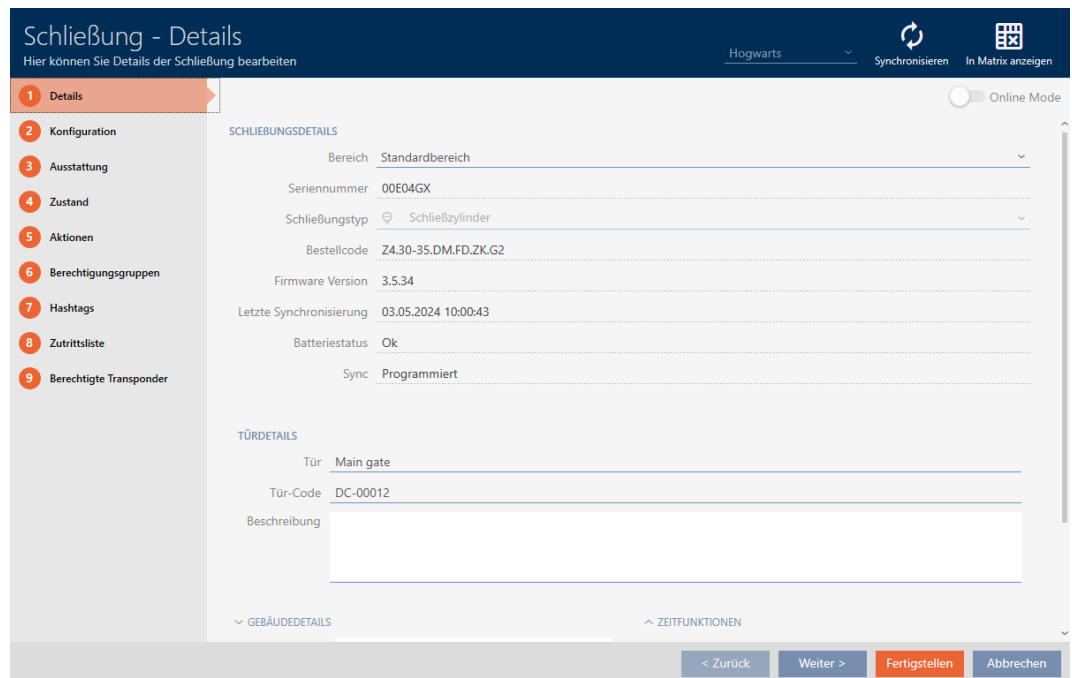 Schließung - Details
Hier können Sie Details der Schließung bearbeiten
Hogwarts
Synchronisieren
In Matrix anzeigen
1 Details
2 Konfiguration
3 Ausstattung
4 Zustand
5 Aktionen
6 Berechtigungsgruppen
7 Hashtags
8 Zutrittsliste
9 Berechtigte Transponder
Online Mode
SCHLIEßUNGSDETAILS
Bereich Standardbereich
Seriennummer 00E04GX
Schließungstyp Schließzylinder
Bestellcode Z4.30-35.DM.FD.ZK.G2
Firmware Version 3.5.34
Letzte Synchronisierung 03.05.2024 10:00:43
Batteriestatus Ok
Sync Programmiert
TÜRDETAILS
Tür Main gate
Tür-Code DC-00012
Beschreibung
GEBÄUDEDETAILS
ZEITFUNKTIONEN
< Zurück
Weiter >
Fertigstellen
Abbrechen